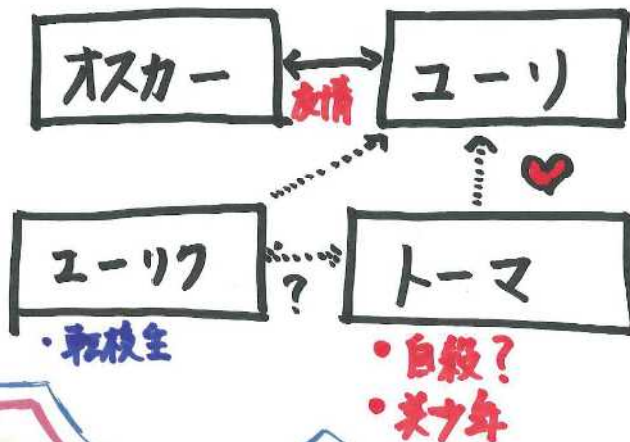 オスカー
友情
ユーリ
エーリク
?
トーマ
・転校生
・自殺?
・美少年